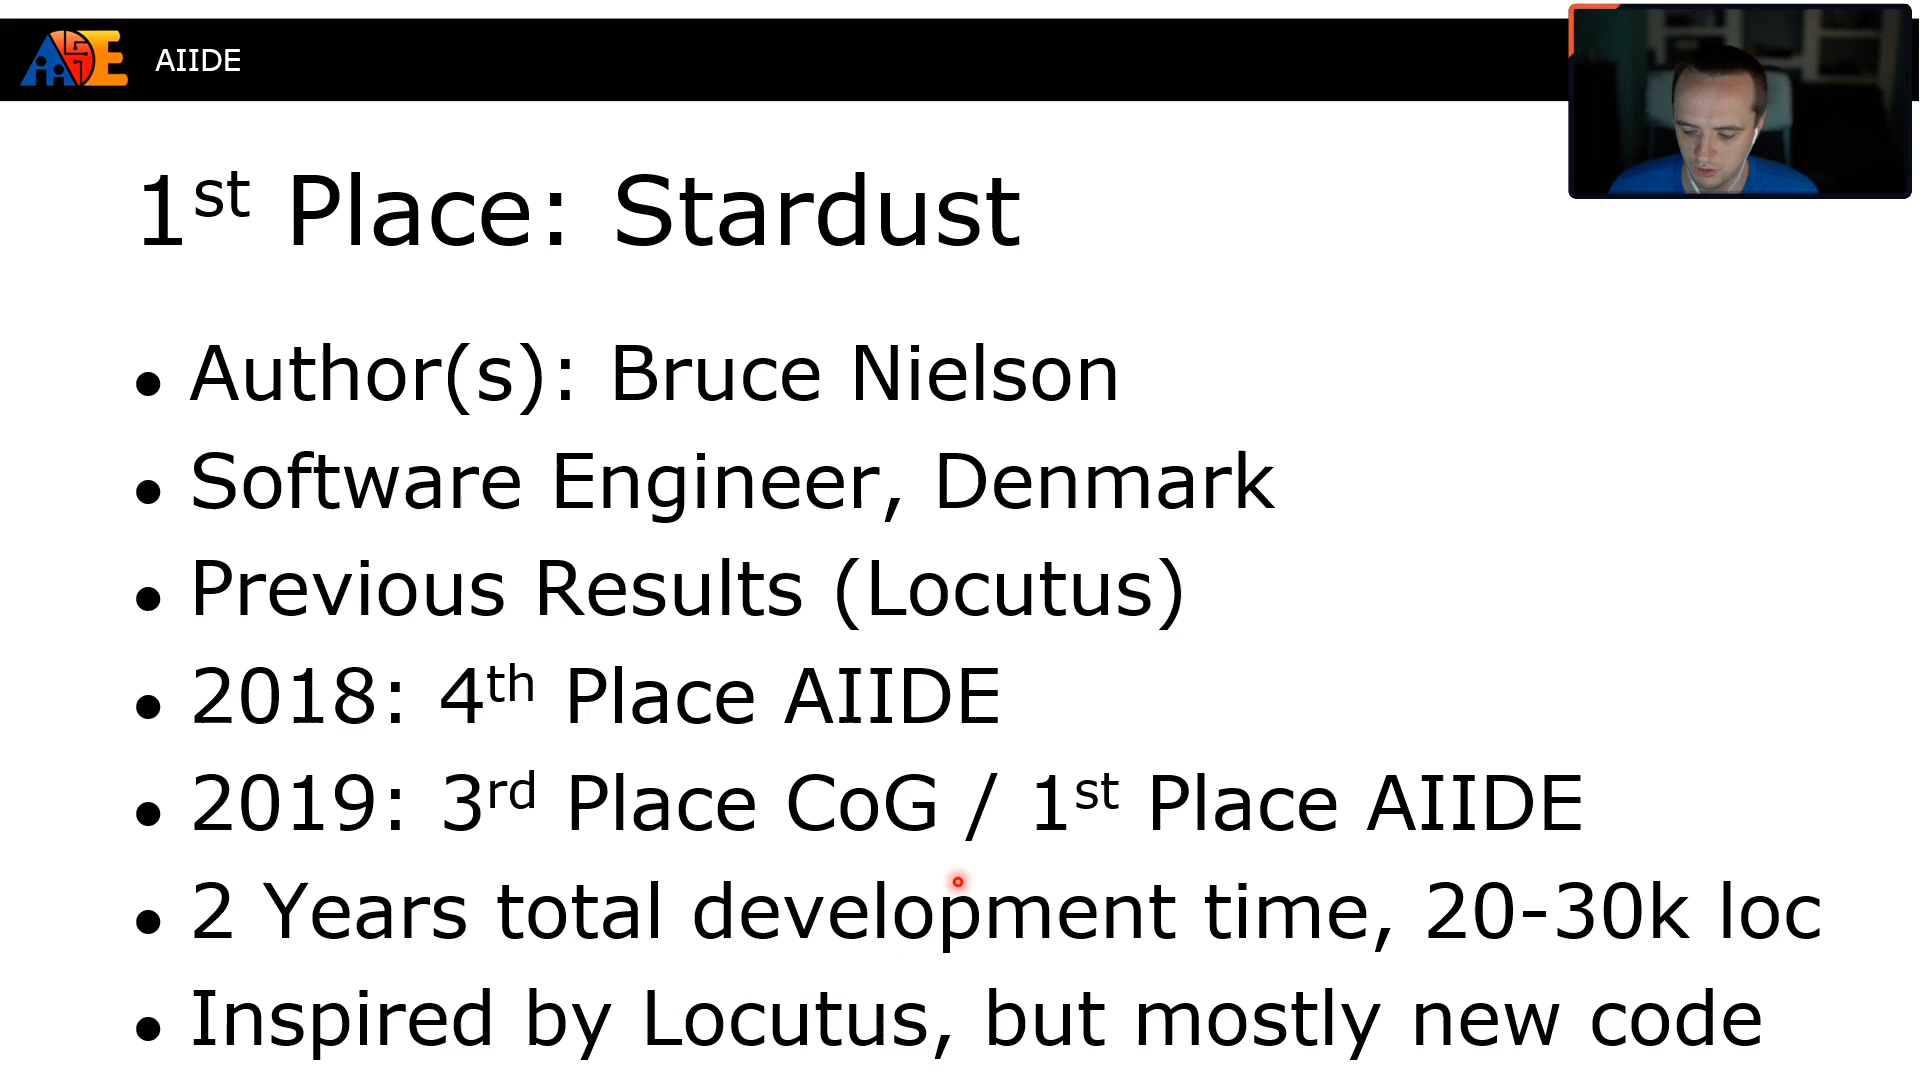 AIIDE
1st Place: Stardust
• Author(s): Bruce Nielson
• Software Engineer, Denmark
• Previous Results (Locutus)
• 2018: 4th Place AIIDE
• 2019: 3rd Place CoG / 1st Place AIIDE
• 2 Years total development time, 20-30k loc
• Inspired by Locutus, but mostly new code